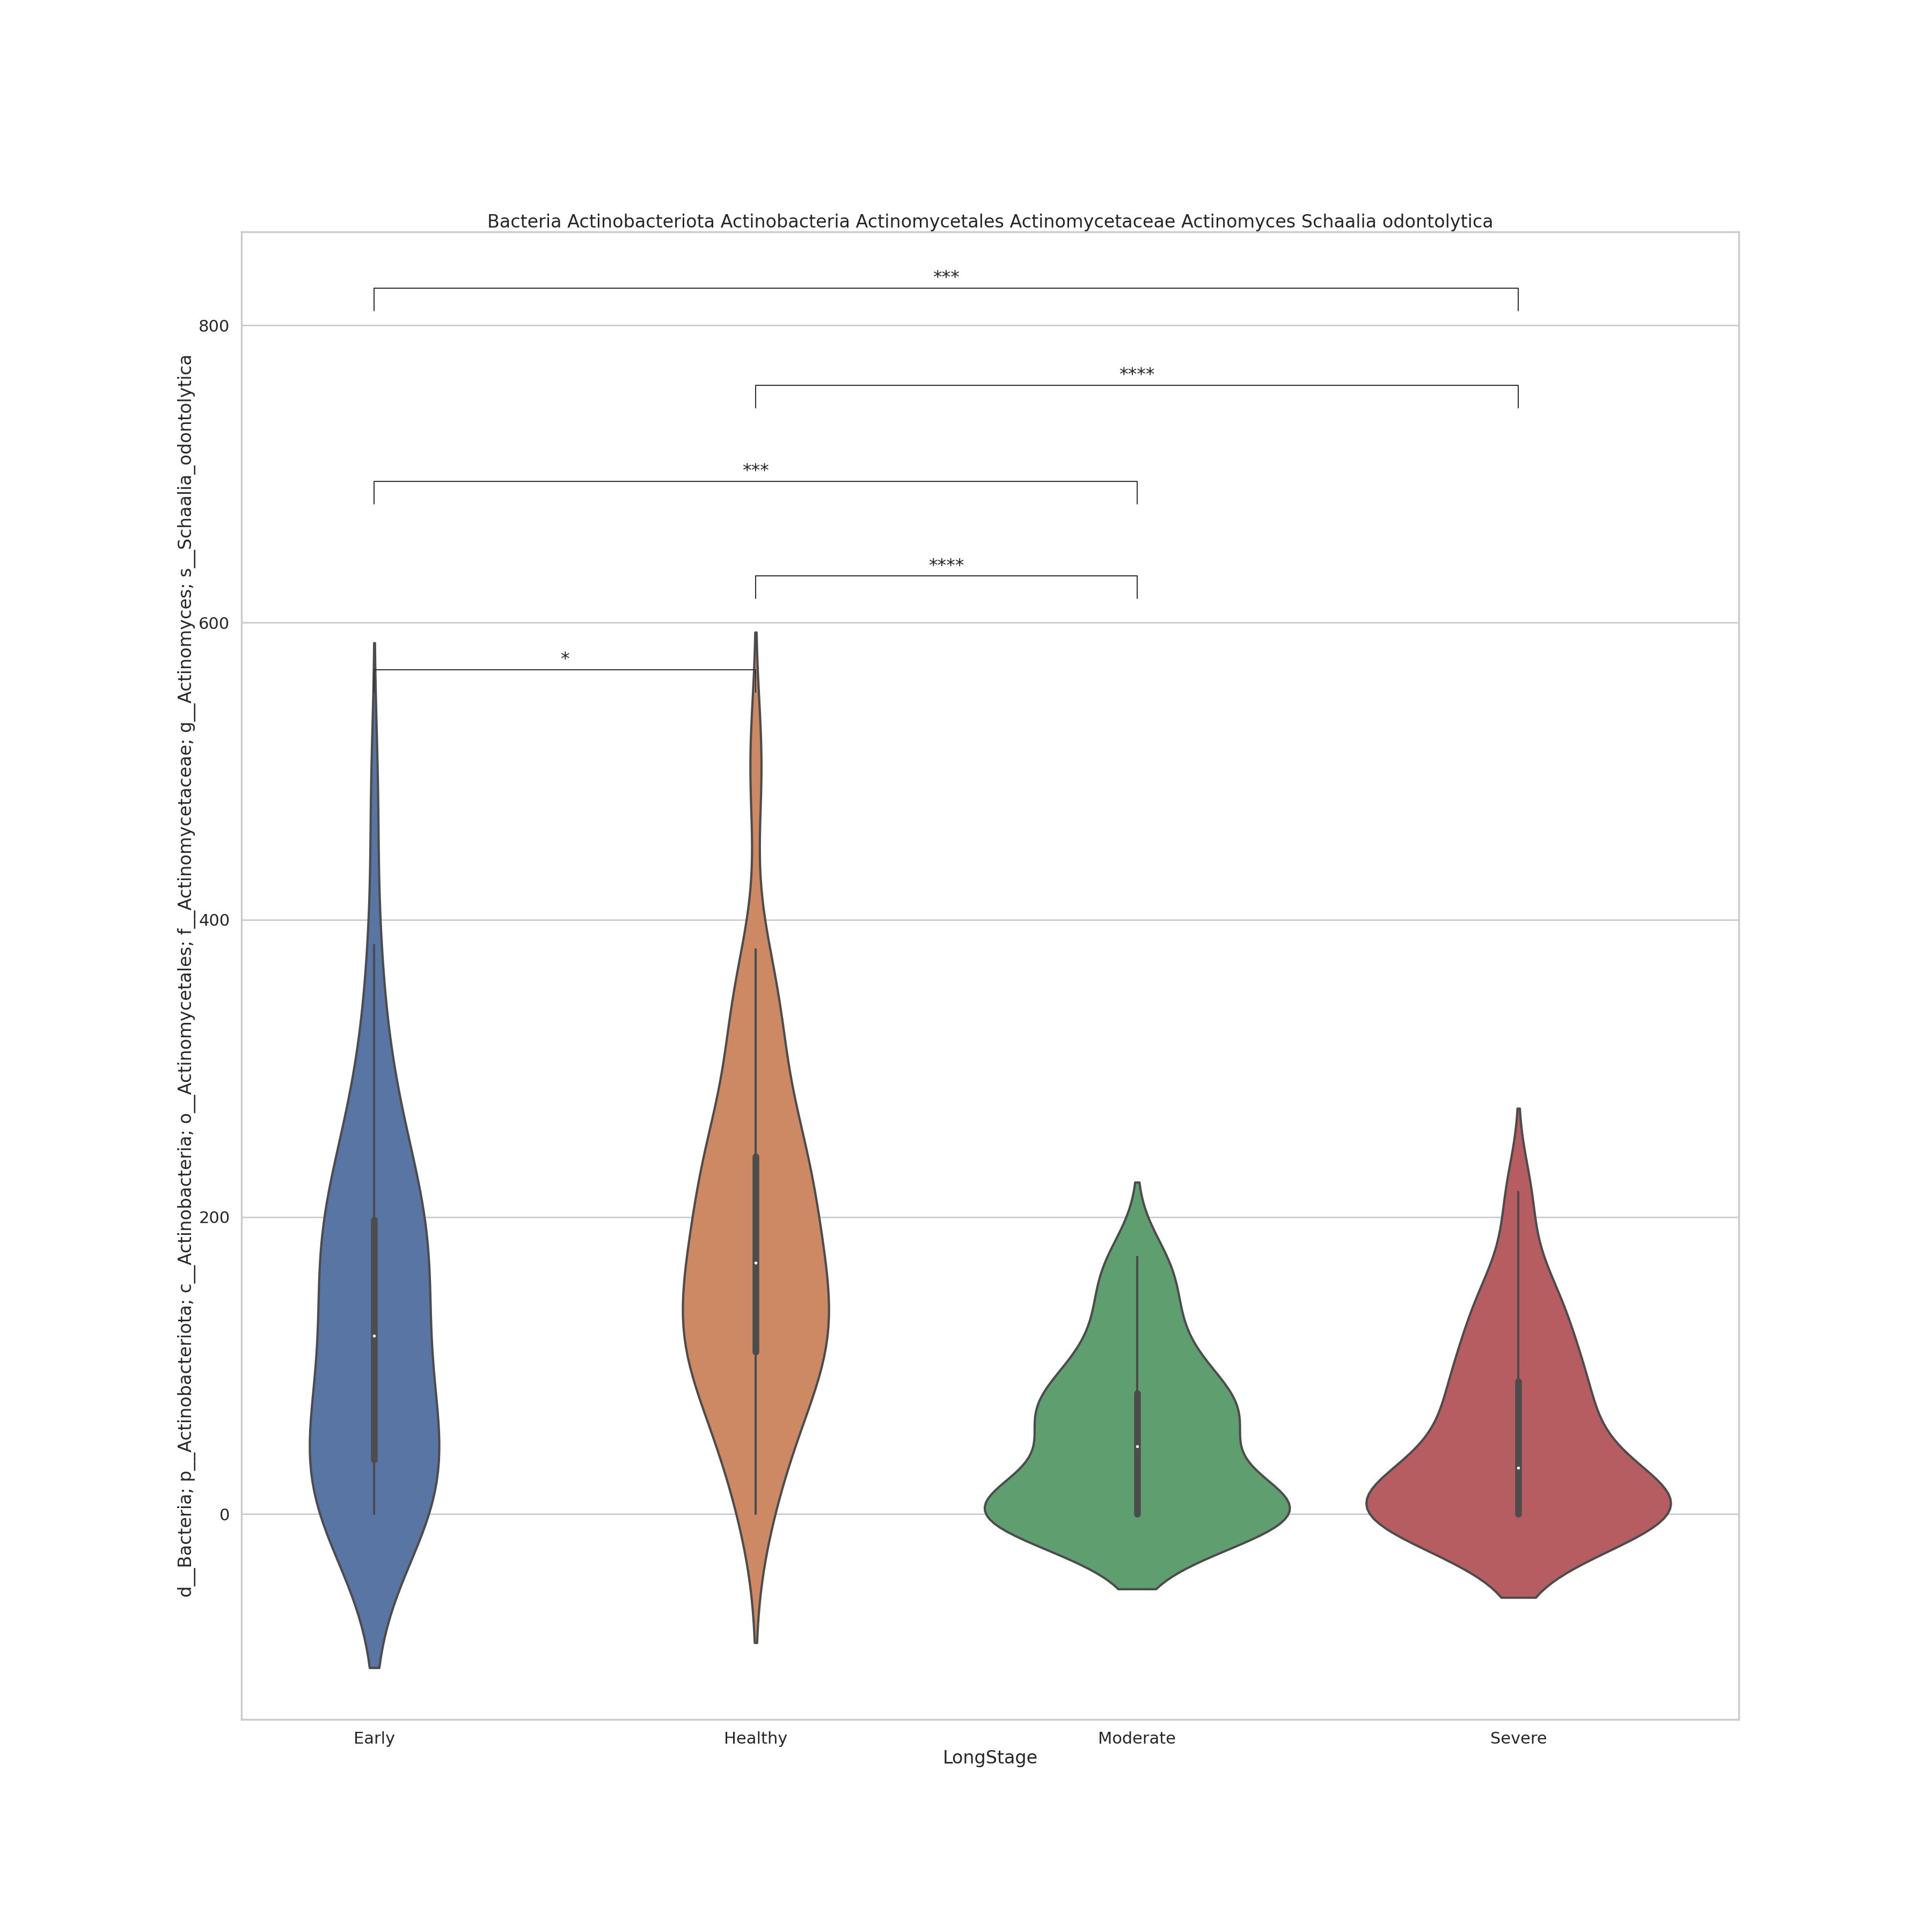 Bacteria Actinobacteriota Actinobacteria Actinomycetales Actinomycetaceae Actinomyces Schaalia odontolytica
***
****
***
****
*
800
600
400
200
0
d__Bacteria; p__Actinobacteriota; c__Actinobacteria; o__Actinomycetales; f__Actinomycetaceae; g__Actinomyces; s__Schaalia_odontolytica
Early Healthy Moderate Severe
LongStage